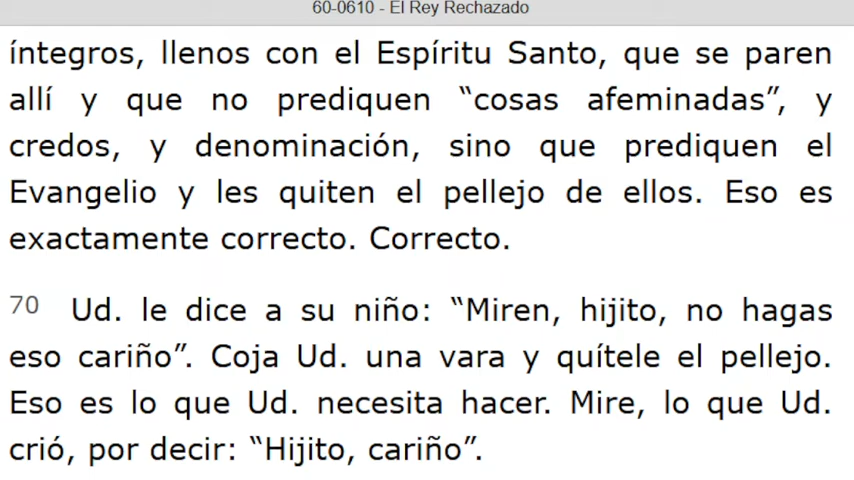 60-0610 - El Rey Rechazado
íntegros, llenos con el Espíritu Santo, que se paren
allí y que no prediquen “cosas afeminadas”, y
credos, y denominación, sino que prediquen el
Evangelio y les quiten el pellejo de ellos. Eso es
exactamente correcto. Correcto.
70 Ud. le dice a su niño: “Miren, hijito, no hagas
eso cariño”. Coja Ud. una vara y quítele el pellejo.
Eso es lo que Ud. necesita hacer. Mire, lo que Ud.
crió, por decir: “Hijito, cariño”.